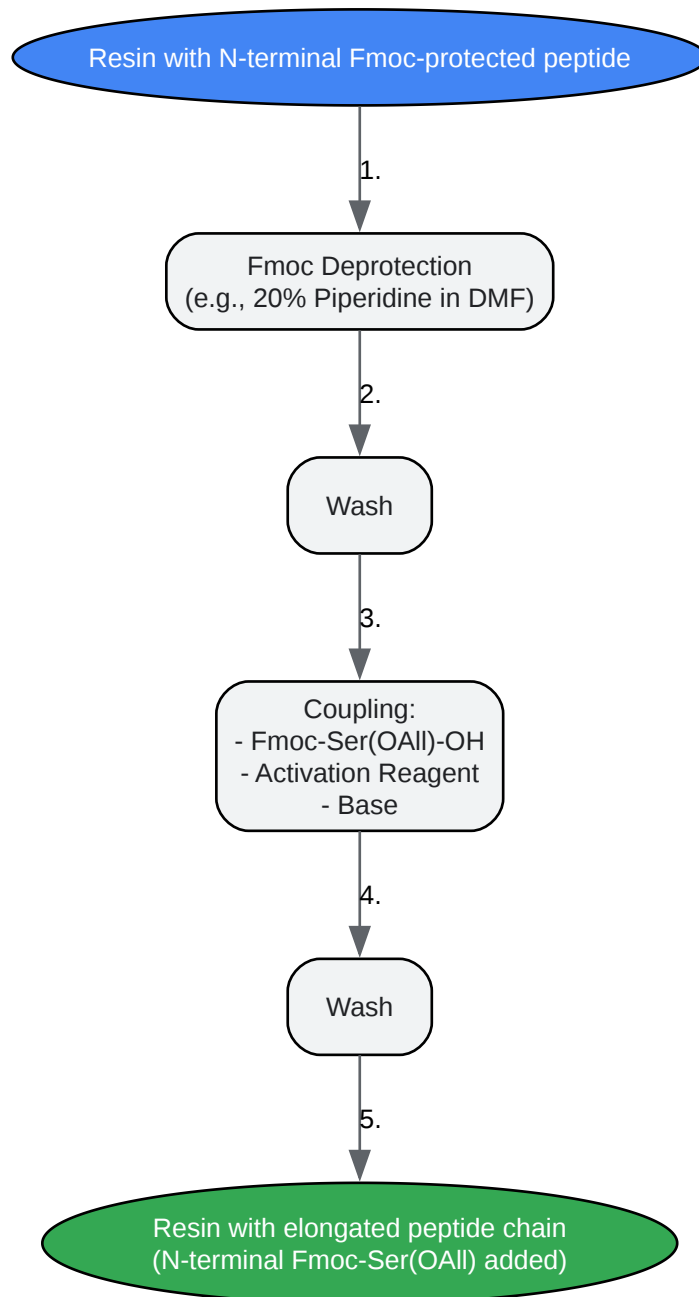 Resin with N-terminal Fmoc-protected peptide
1.
Fmoc Deprotection
(e.g., 20% Piperidine in DMF)
2.
Wash
3.
Coupling:
- Fmoc-Ser(OAll)-OH
- Activation Reagent
- Base
4.
Wash
5.
Resin with elongated peptide chain
(N-terminal Fmoc-Ser(OAll) added)